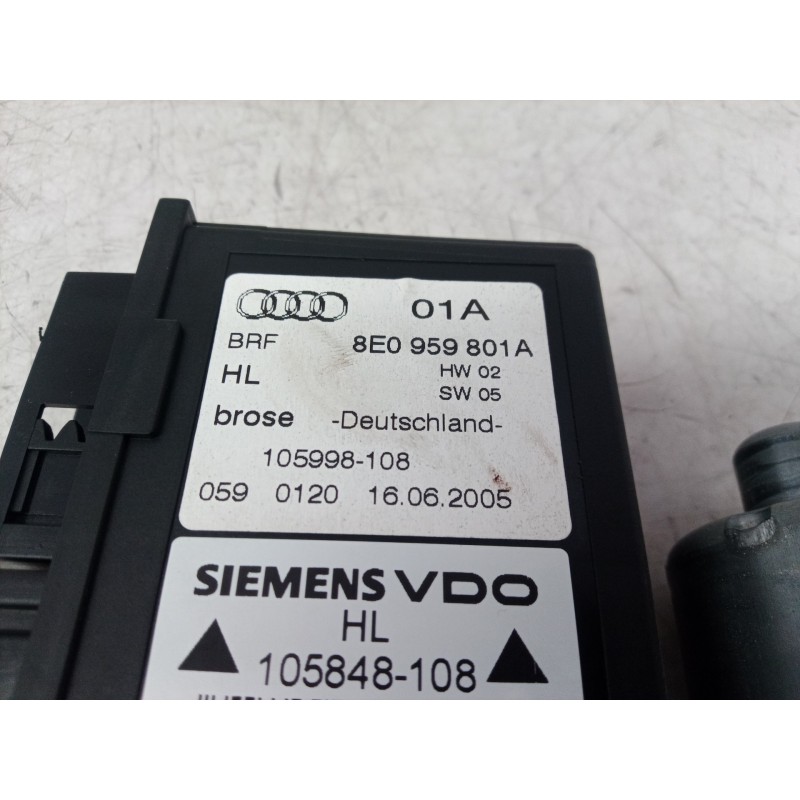 01A
BRF 8E0 959 801A
HL HW 02
SW 05
brose -Deutschland-
105998-108
059 0120 16.06.2005
SIEMENS VDO
HL
105848-108